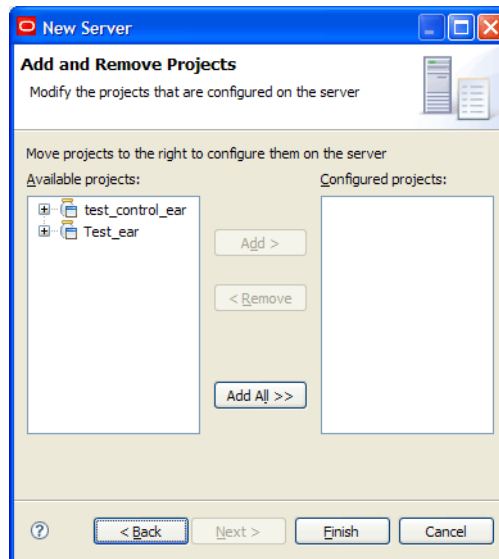 New Server
Add and Remove Projects
Modify the projects that are configured on the server
Move projects to the right to configure them on the server
Available projects:
Configured projects:
test_control_ear
Test_ear
Add >
< Remove
Add All >>
< Back
Next >
Finish
Cancel